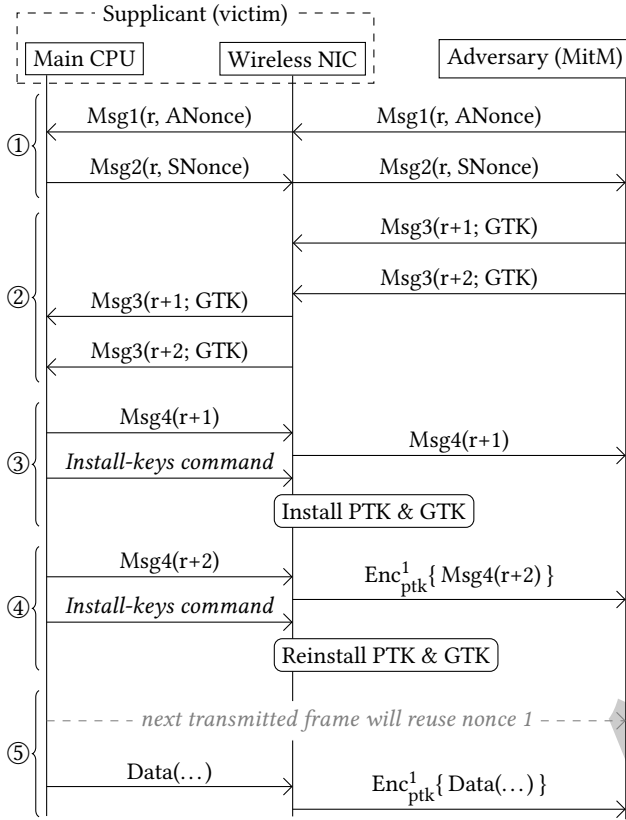 Supplicant (victim)
Main CPU Wireless NIC Adversary (MitM)
① Msg1(r, ANonce) Msg1(r, ANonce)
Msg2(r, SNonce) Msg2(r, SNonce)
② Msg3(r+1; GTK)
Msg3(r+2; GTK)
Msg3(r+1; GTK)
Msg3(r+2; GTK)
③ Msg4(r+1) Msg4(r+1)
Install-keys command
Install PTK & GTK
④ Msg4(r+2) Enc¹ₚₜₖ{ Msg4(r+2) }
Install-keys command
Reinstall PTK & GTK
⑤ next transmitted frame will reuse nonce 1
Data(…) Enc¹ₚₜₖ{ Data(…) }